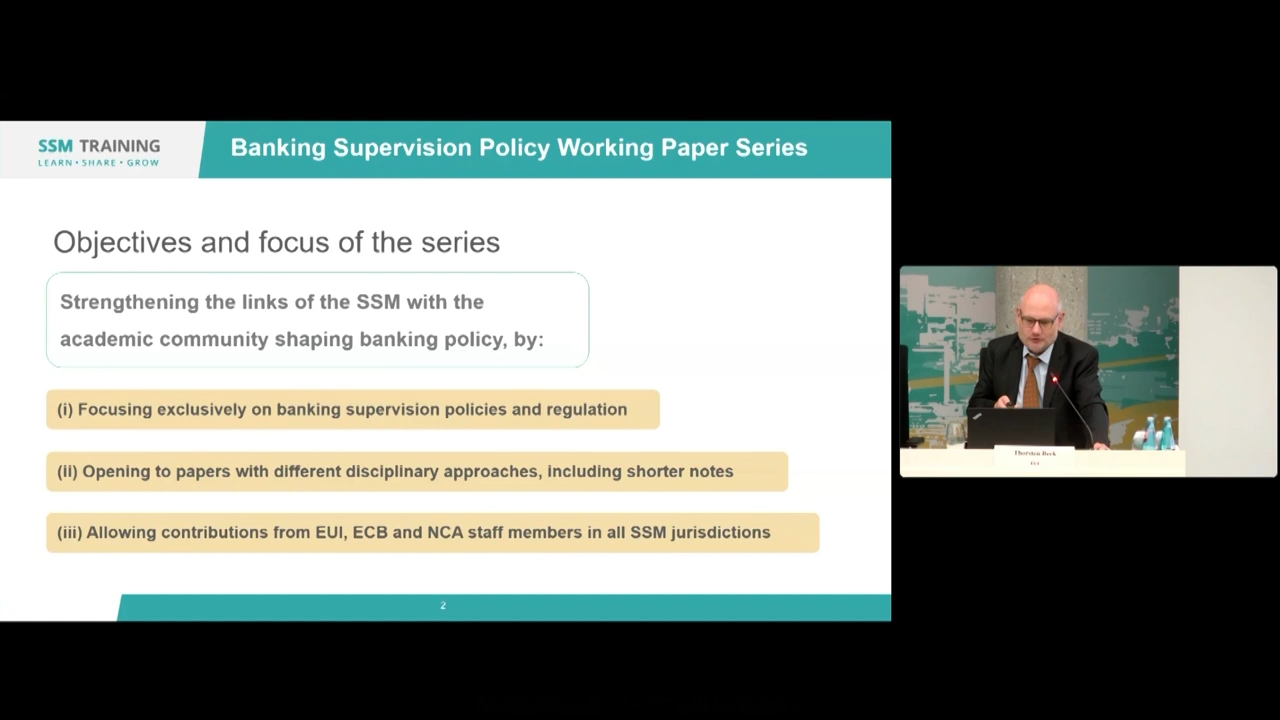 SSM TRAINING
LEARN • SHARE • GROW
Banking Supervision Policy Working Paper Series
Objectives and focus of the series
Strengthening the links of the SSM with the
academic community shaping banking policy, by:
(i) Focusing exclusively on banking supervision policies and regulation
(ii) Opening to papers with different disciplinary approaches, including shorter notes
(iii) Allowing contributions from EUI, ECB and NCA staff members in all SSM jurisdictions
2
Thorsten Beck